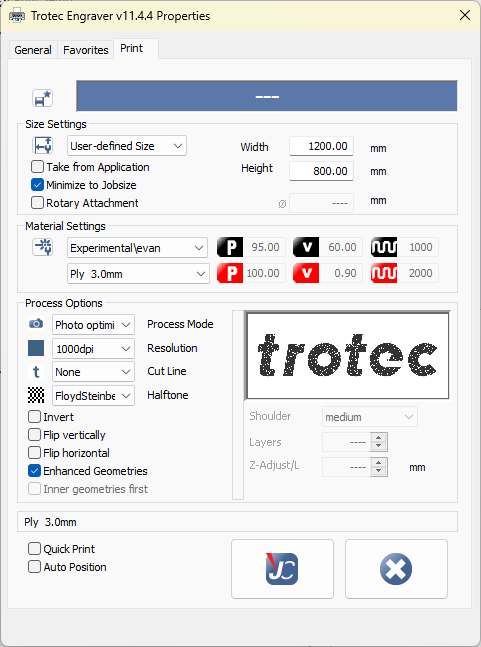 Trotec Engraver v11.4.4 Properties
General Favorites Print
---
Size Settings
User-defined Size Width 1200.00 mm
Take from Application Height 800.00 mm
Minimize to Jobsize
Rotary Attachment Ø ---- mm
Material Settings
Experimental\evan P 95.00 v 60.00 1000
Ply 3.0mm P 100.00 v 0.90 2000
Process Options
Photo optimi Process Mode
1000dpi Resolution
t None Cut Line
FloydSteinbe Halftone
trotec
Invert
Flip vertically
Flip horizontal
Enhanced Geometries
Inner geometries first
Shoulder medium
Layers ----
Z-Adjust/L ---- mm
Ply 3.0mm
Quick Print
Auto Position
JC